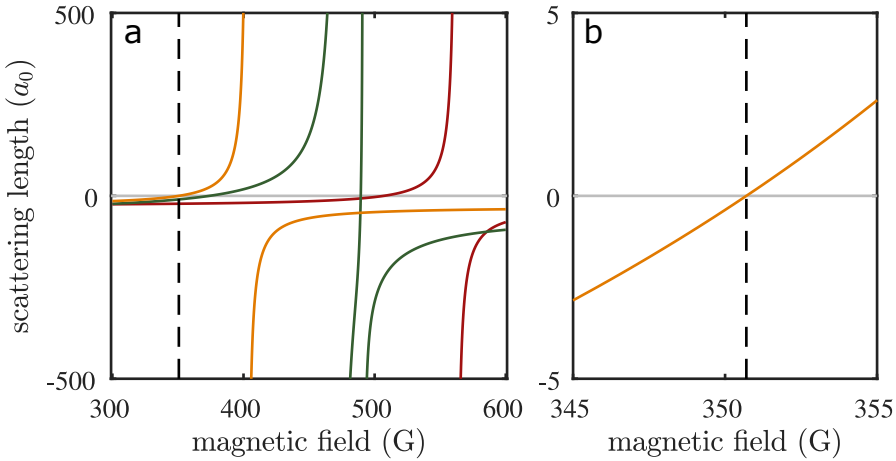 a
b
scattering length (a₀)
500
0
-500
300
400
500
600
magnetic field (G)
5
0
-5
345
350
355
magnetic field (G)